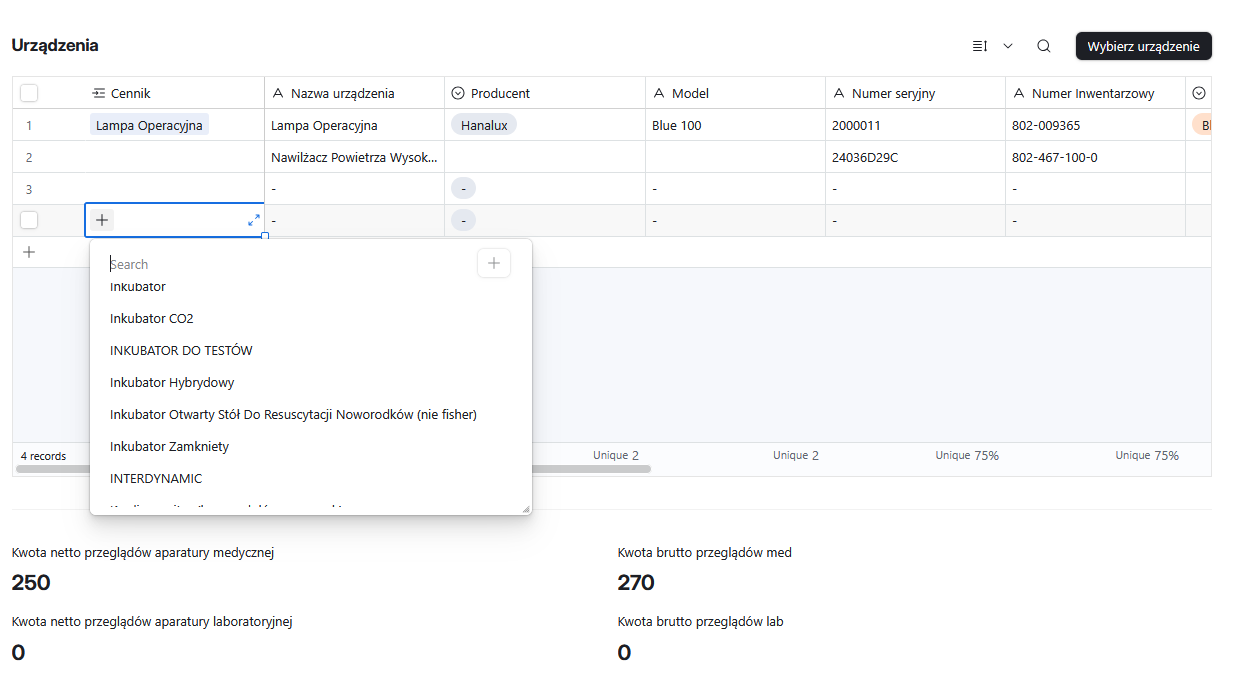 Urządzenia
Wybierz urządzenie
Cennik Nazwa urządzenia Producent Model Numer seryjny Numer Inwentarzowy
1 Lampa Operacyjna Lampa Operacyjna Hanalux Blue 100 2000011 802-009365
2 Nawilżacz Powietrza Wysok... 24036D29C 802-467-100-0
3 - - - - -
- - - - -
Search
Inkubator
Inkubator CO2
INKUBATOR DO TESTÓW
Inkubator Hybrydowy
Inkubator Otwarty Stół Do Resuscytacji Noworodków (nie fisher)
Inkubator Zamkniety
INTERDYNAMIC
4 records Unique 2 Unique 2 Unique 75% Unique 75%
Kwota netto przeglądów aparatury medycznej
250
Kwota brutto przeglądów med
270
Kwota netto przeglądów aparatury laboratoryjnej
0
Kwota brutto przeglądów lab
0